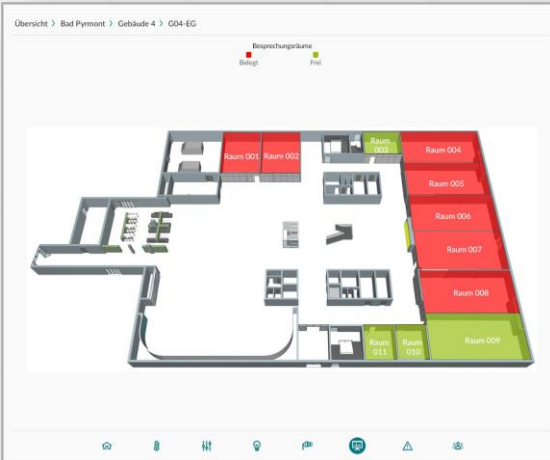 Übersicht > Bad Pyrmont > Gebäude 4 > G04-EG
Besprechungsräume
Belegt
Frei
Raum 001
Raum 002
Raum
003
Raum 004
Raum 005
Raum 006
Raum 007
Raum 008
Raum 009
Raum
010
Raum
011